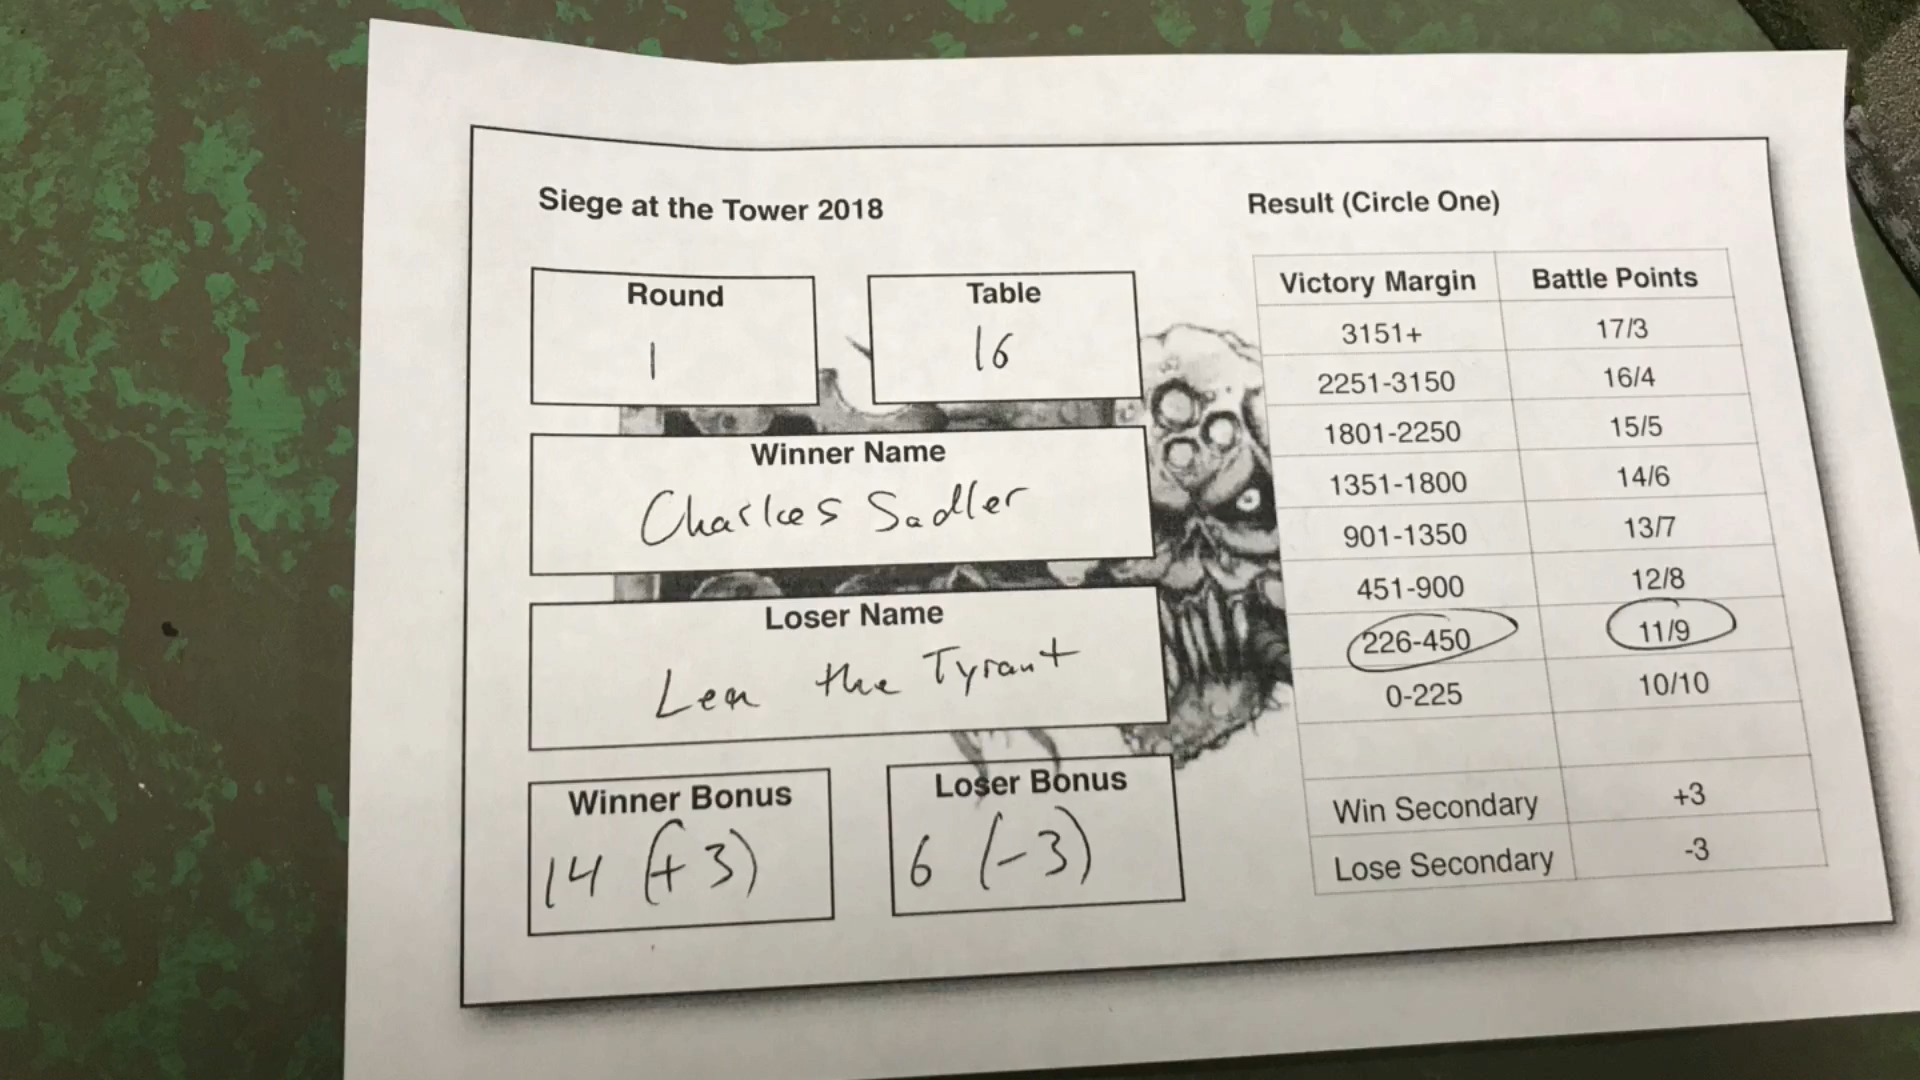 Siege at the Tower 2018
Round
1
Table
16
Winner Name
Charles Sadler
Loser Name
Len the Tyrant
Winner Bonus
14 (+3)
Loser Bonus
6 (-3)
Result (Circle One)
Victory Margin Battle Points
3151+ 17/3
2251-3150 16/4
1801-2250 15/5
1351-1800 14/6
901-1350 13/7
451-900 12/8
226-450 11/9
0-225 10/10
Win Secondary +3
Lose Secondary -3